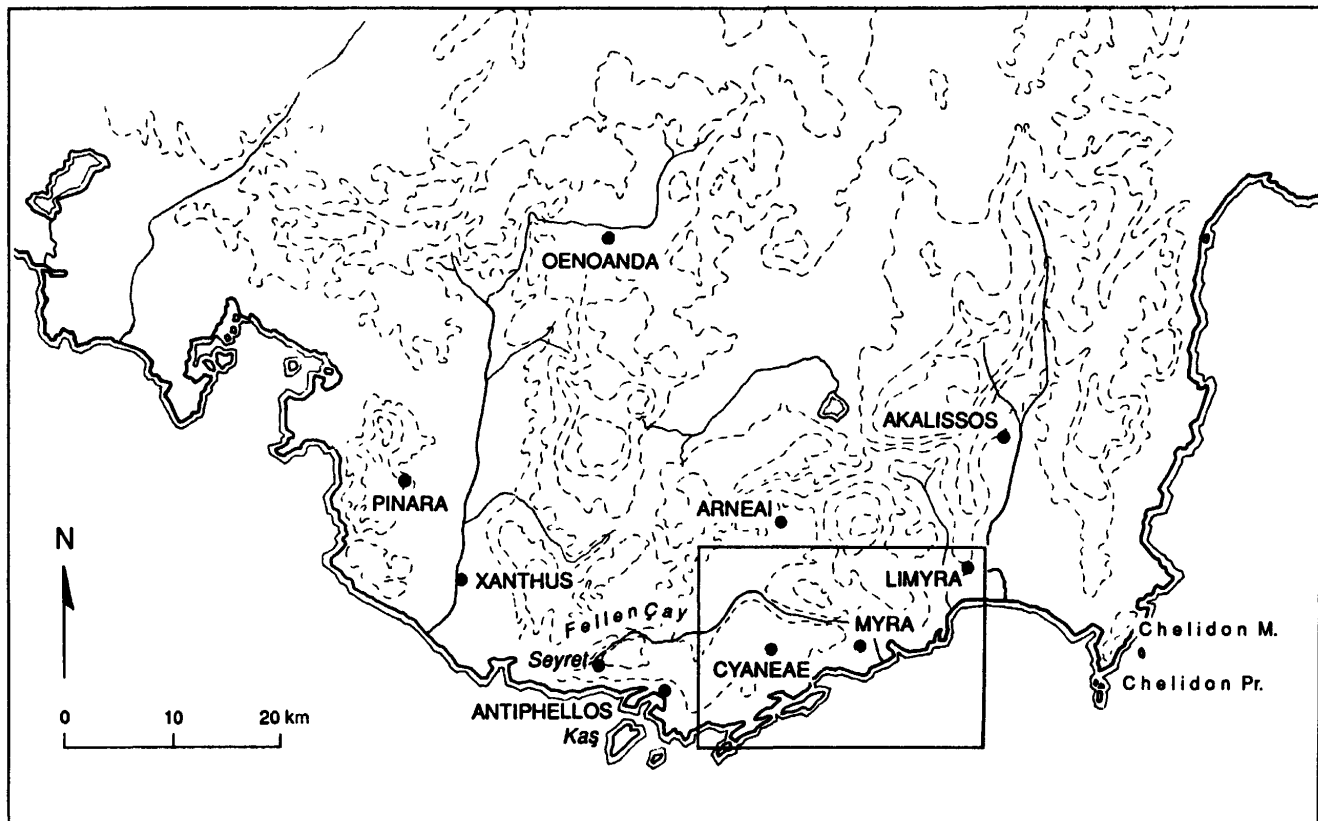 OENOANDA
AKALISSOS
PINARA
ARNEAI
N
XANTHUS
LIMYRA
Fellen Çay
MYRA
Chelidon M.
Seyret
CYANEAE
Chelidon Pr.
ANTIPHELLOS
Kaş
0 10 20 km